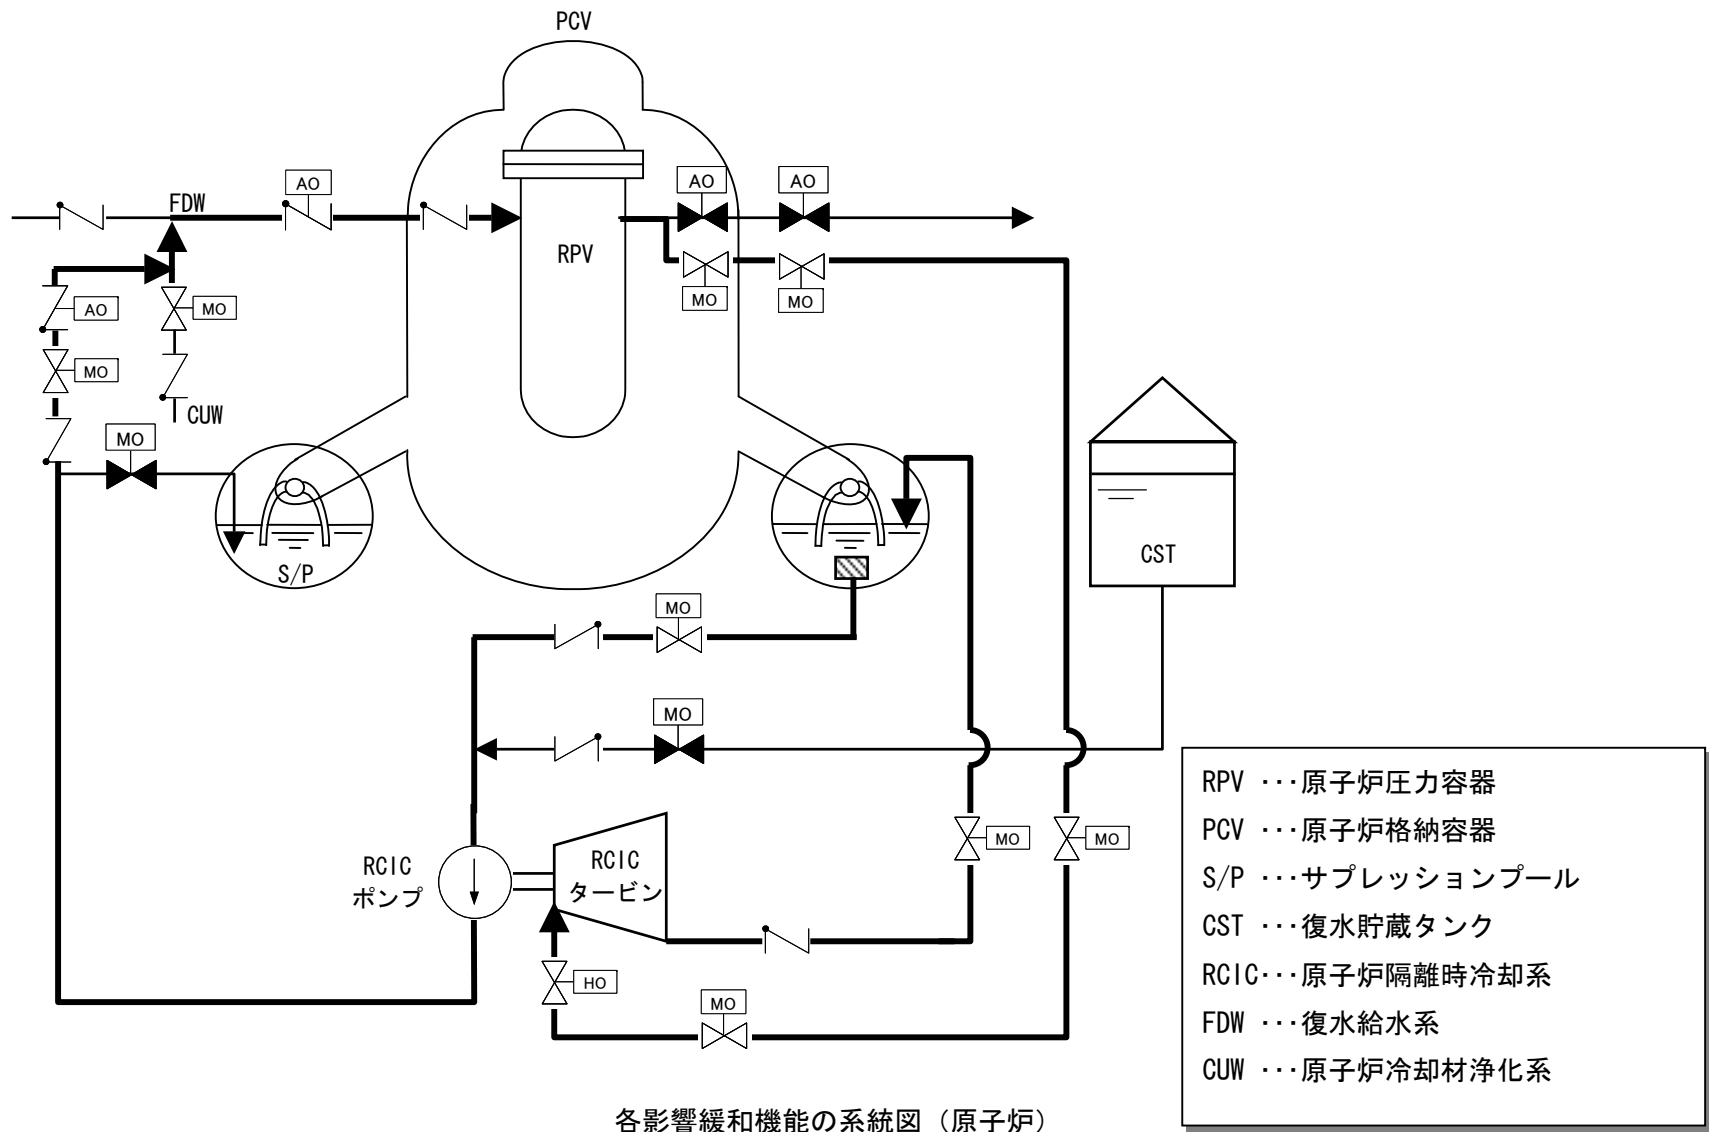 PCV
AO
FDW
AO
AO
RPV
AO
MO
MO
MO
MO
CUW
MO
S/P
CST
MO
MO
RCIC
ポンプ
RCIC
タービン
MO
MO
HO
MO
RPV ・・・原子炉圧力容器
PCV ・・・原子炉格納容器
S/P ・・・サプレッションプール
CST ・・・復水貯蔵タンク
RCIC・・・原子炉隔離時冷却系
FDW ・・・復水給水系
CUW ・・・原子炉冷却材浄化系
各影響緩和機能の系統図（原子炉）